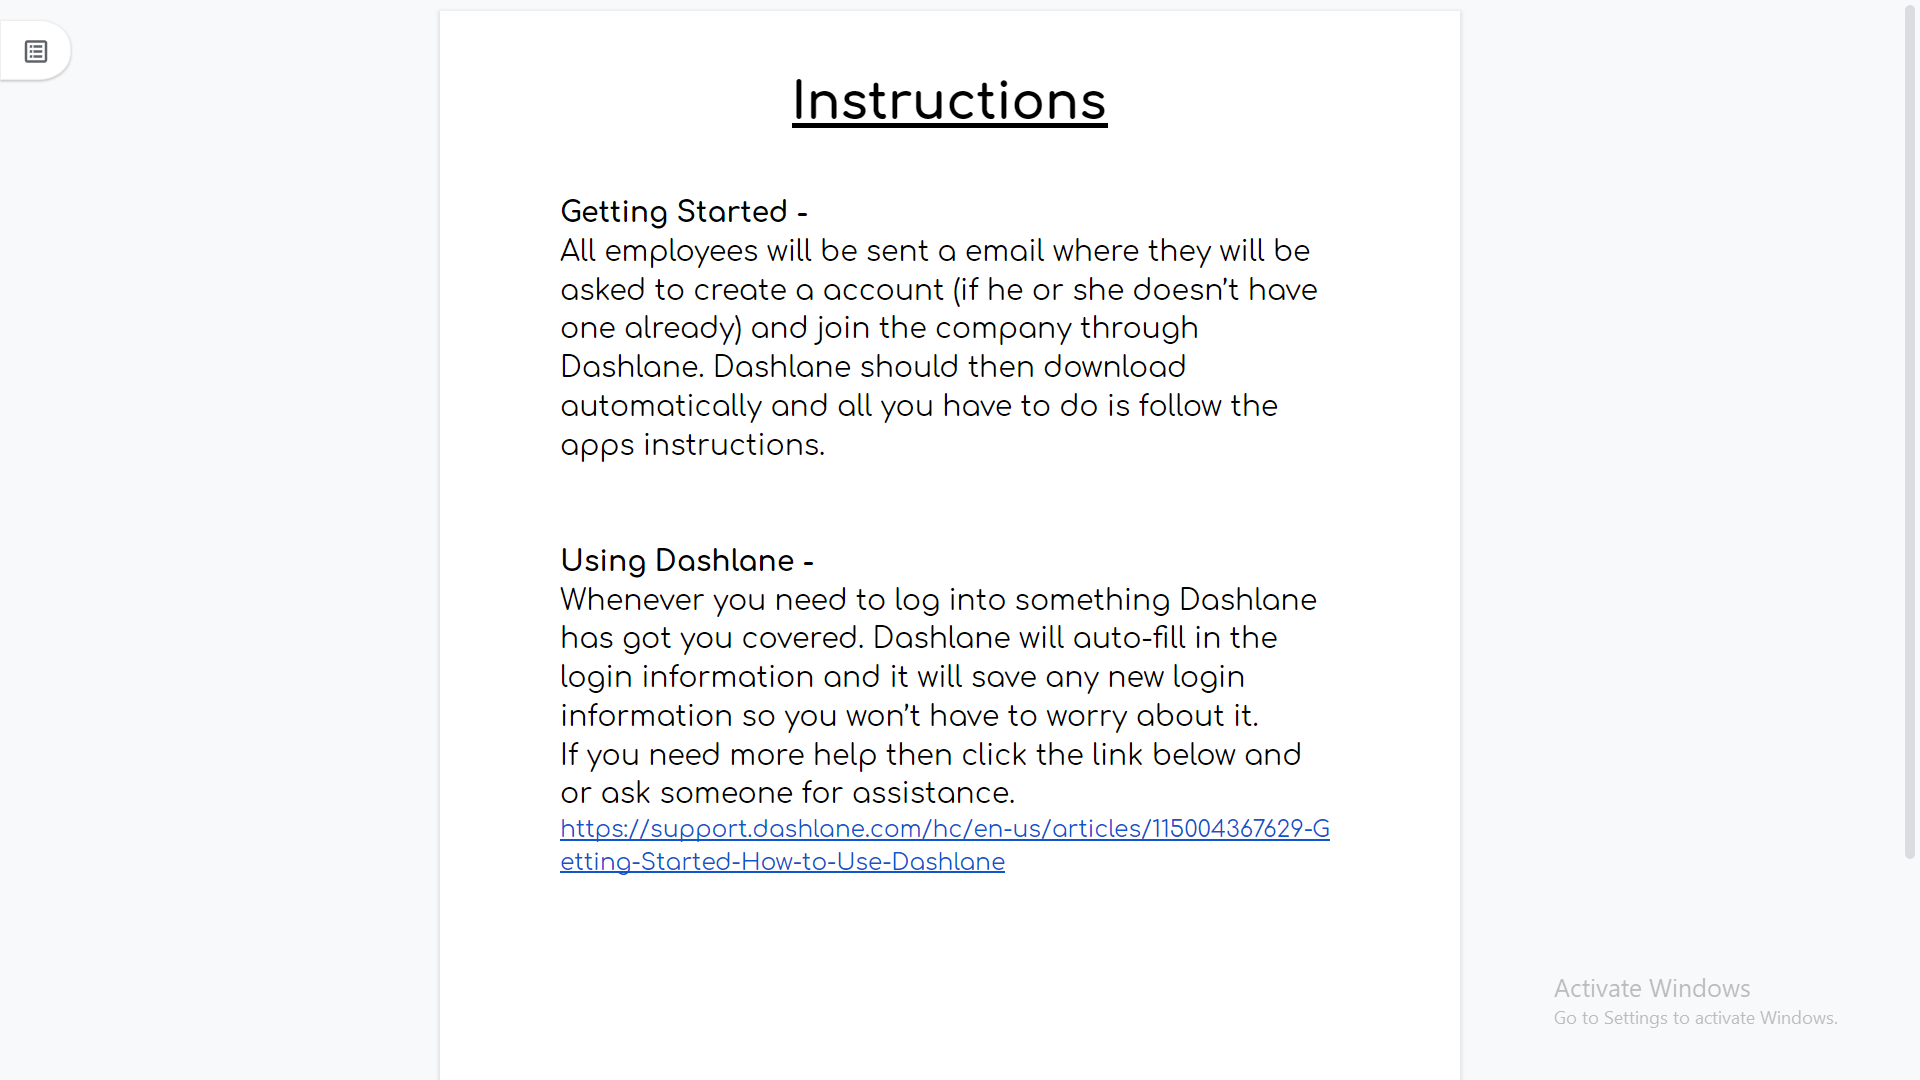 Instructions
Getting Started -
All employees will be sent a email where they will be
asked to create a account (if he or she doesn’t have
one already) and join the company through
Dashlane. Dashlane should then download
automatically and all you have to do is follow the
apps instructions.
Using Dashlane -
Whenever you need to log into something Dashlane
has got you covered. Dashlane will auto-fill in the
login information and it will save any new login
information so you won’t have to worry about it.
If you need more help then click the link below and
or ask someone for assistance.
https://support.dashlane.com/hc/en-us/articles/115004367629-G
etting-Started-How-to-Use-Dashlane
Activate Windows
Go to Settings to activate Windows.